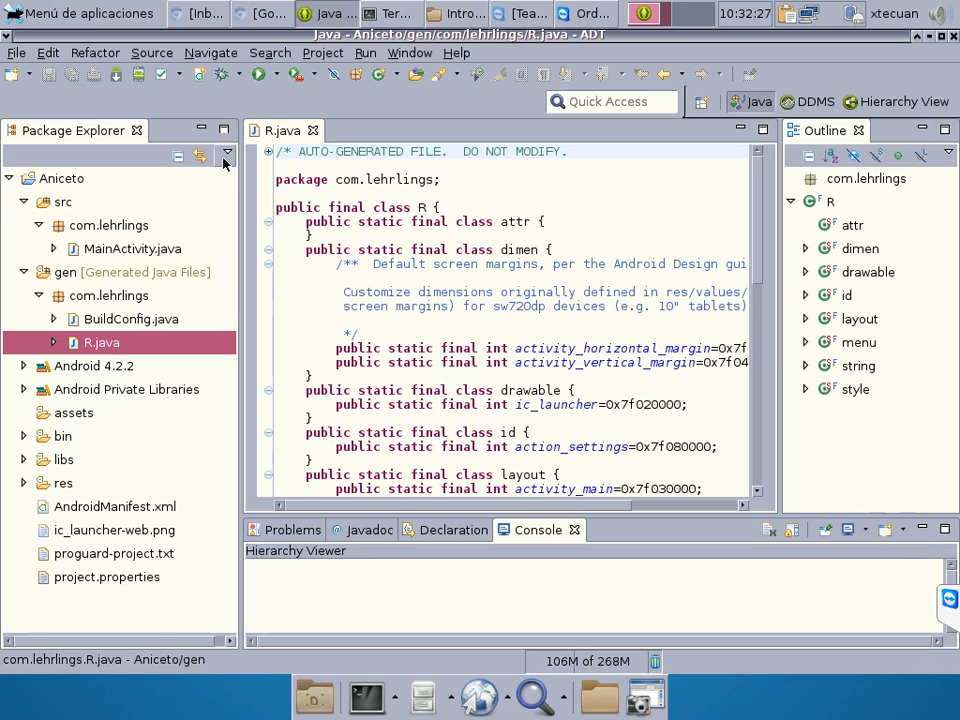 Menú de aplicaciones
[Inb...
[Go...
Java ...
Ter...
Intro...
[Tea...
Ord...
10:32:27
xtecuan
Java - Aniceto/gen/com/lehrlings/R.java - ADT
File Edit Refactor Source Navigate Search Project Run Window Help
Quick Access
Java
DDMS
Hierarchy View
Package Explorer
Aniceto
src
com.lehrlings
MainActivity.java
gen [Generated Java Files]
com.lehrlings
BuildConfig.java
R.java
Android 4.2.2
Android Private Libraries
assets
bin
libs
res
AndroidManifest.xml
ic_launcher-web.png
proguard-project.txt
project.properties
R.java
/* AUTO-GENERATED FILE.  DO NOT MODIFY.
package com.lehrlings;
public final class R {
public static final class attr {
}
public static final class dimen {
/**  Default screen margins, per the Android Design gui
Customize dimensions originally defined in res/values/
screen margins) for sw720dp devices (e.g. 10" tablets)
*/
public static final int activity_horizontal_margin=0x7f
public static final int activity_vertical_margin=0x7f04
}
public static final class drawable {
public static final int ic_launcher=0x7f020000;
}
public static final class id {
public static final int action_settings=0x7f080000;
}
public static final class layout {
public static final int activity_main=0x7f030000;
Outline
com.lehrlings
R
attr
dimen
drawable
id
layout
menu
string
style
Problems
Javadoc
Declaration
Console
Hierarchy Viewer
com.lehrlings.R.java - Aniceto/gen
106M of 268M